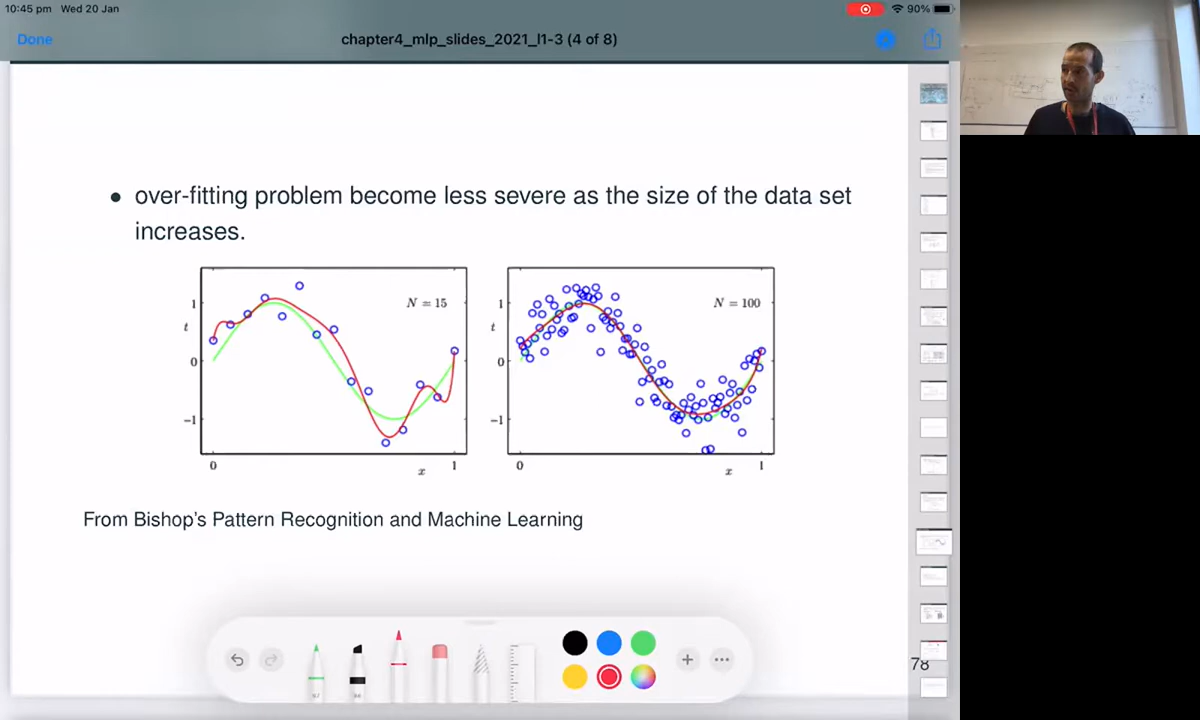 10:45 pm Wed 20 Jan
90%
Done
chapter4_mlp_slides_2021_l1-3 (4 of 8)
● over-fitting problem become less severe as the size of the data set
increases.
N = 15
1
t
0
−1
0
x
1
N = 100
1
t
0
−1
0
x
1
From Bishop's Pattern Recognition and Machine Learning
78